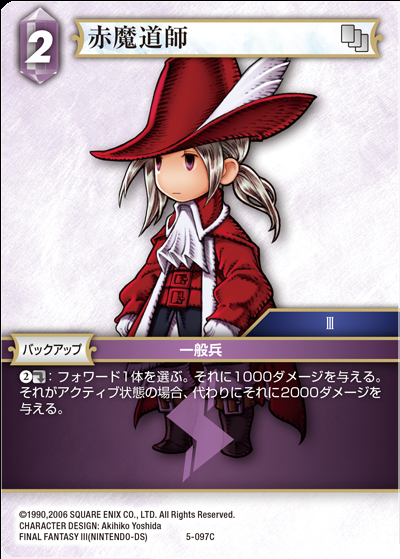 2
赤魔道師
Ⅲ
バックアップ
一般兵
❷：フォワード1体を選ぶ。それに1000ダメージを与える。
それがアクティブ状態の場合、代わりにそれに2000ダメージを
与える。
©1990,2006 SQUARE ENIX CO., LTD. All Rights Reserved.
CHARACTER DESIGN: Akihiko Yoshida
FINAL FANTASY III(NINTENDO-DS) 5-097C